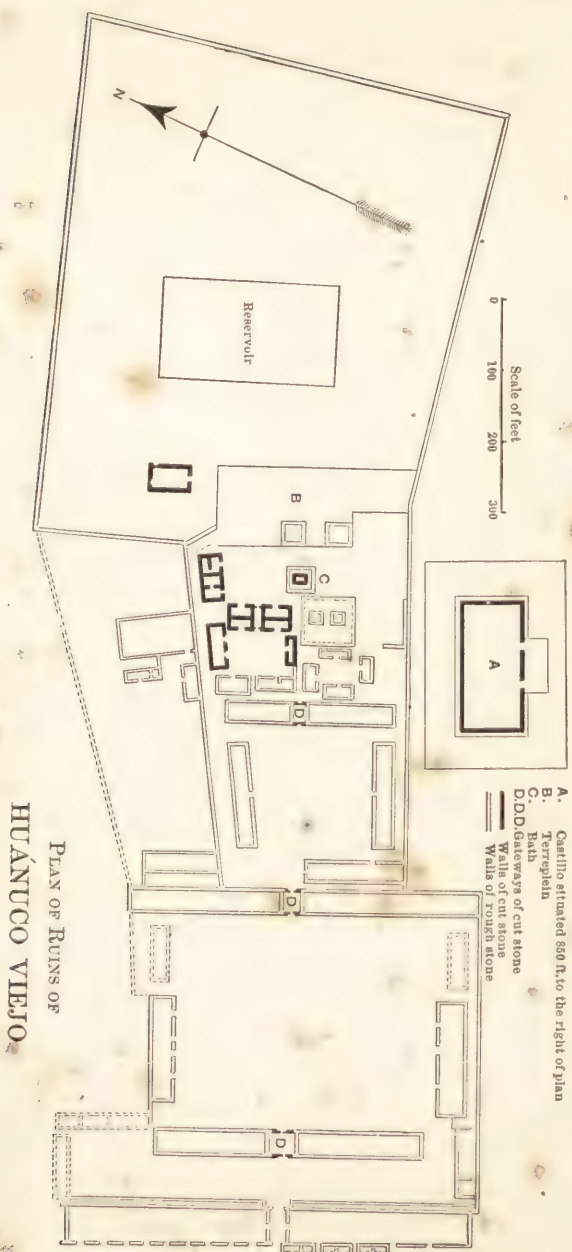 PLAN OF RUINS OF
HUÁNUCO VIEJO
A. Castillo situated 850 ft. to the right of plan
B. Terreplein
C. Bath
D.D.D. Gateways of cut stone
Walls of cut stone
Walls of rough stone
Scale of feet
0 100 200 300
N
Reservoir
A
B
C
D
D
D